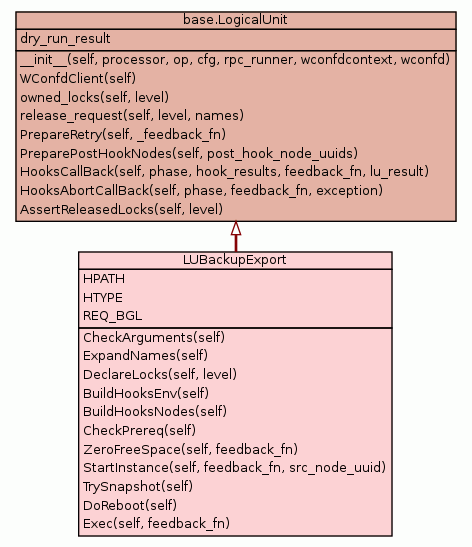 base.LogicalUnit
dry_run_result
__init__(self, processor, op, cfg, rpc_runner, wconfdcontext, wconfd)
WConfdClient(self)
owned_locks(self, level)
release_request(self, level, names)
PrepareRetry(self, _feedback_fn)
PreparePostHookNodes(self, post_hook_node_uuids)
HooksCallBack(self, phase, hook_results, feedback_fn, lu_result)
HooksAbortCallBack(self, phase, feedback_fn, exception)
AssertReleasedLocks(self, level)
LUBackupExport
HPATH
HTYPE
REQ_BGL
CheckArguments(self)
ExpandNames(self)
DeclareLocks(self, level)
BuildHooksEnv(self)
BuildHooksNodes(self)
CheckPrereq(self)
ZeroFreeSpace(self, feedback_fn)
StartInstance(self, feedback_fn, src_node_uuid)
TrySnapshot(self)
DoReboot(self)
Exec(self, feedback_fn)